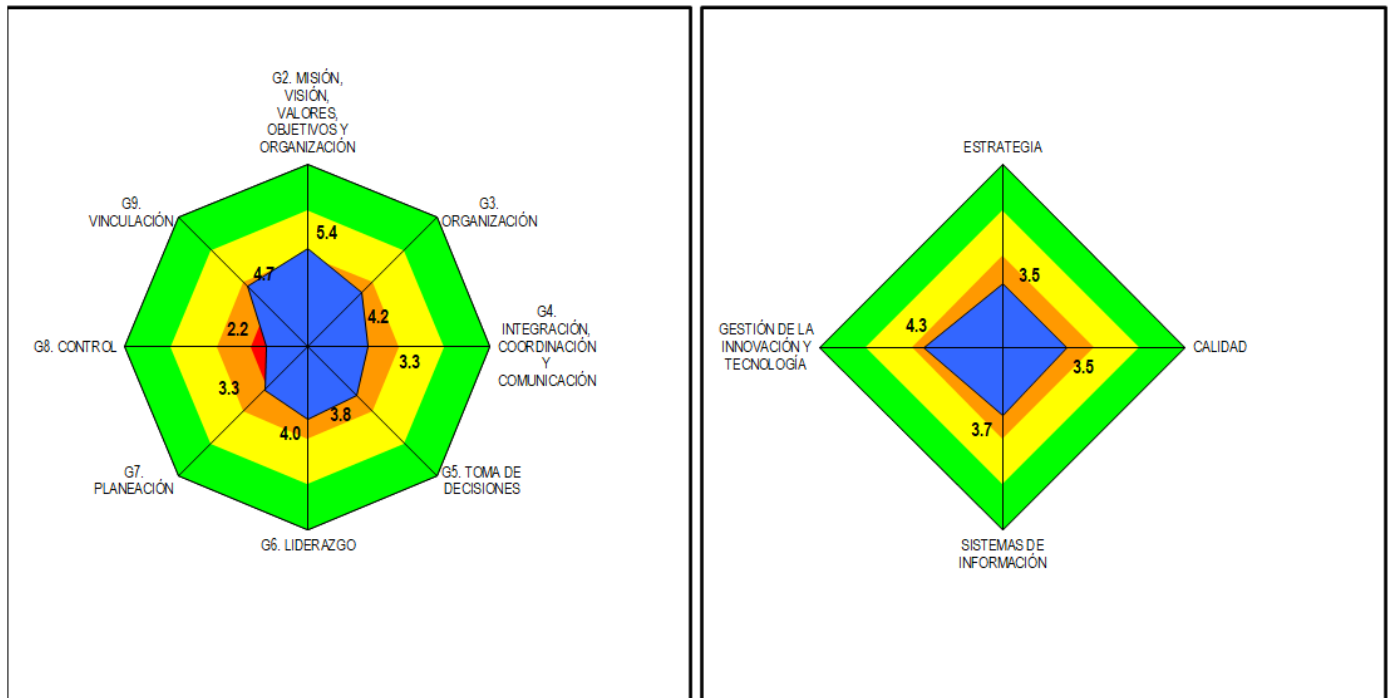 G2. MISIÓN,
VISIÓN,
VALORES,
OBJETIVOS Y
ORGANIZACIÓN
G9.
VINCULACIÓN
G3.
ORGANIZACIÓN
5.4
4.7
4.2
2.2
G8. CONTROL
G4.
INTEGRACIÓN,
COORDINACIÓN
Y
COMUNICACIÓN
3.3
3.3
3.8
4.0
G7.
PLANEACIÓN
G5. TOMA DE
DECISIONES
G6. LIDERAZGO
ESTRATEGIA
3.5
4.3
GESTIÓN DE LA
INNOVACIÓN Y
TECNOLOGÍA
CALIDAD
3.5
3.7
SISTEMAS DE
INFORMACIÓN